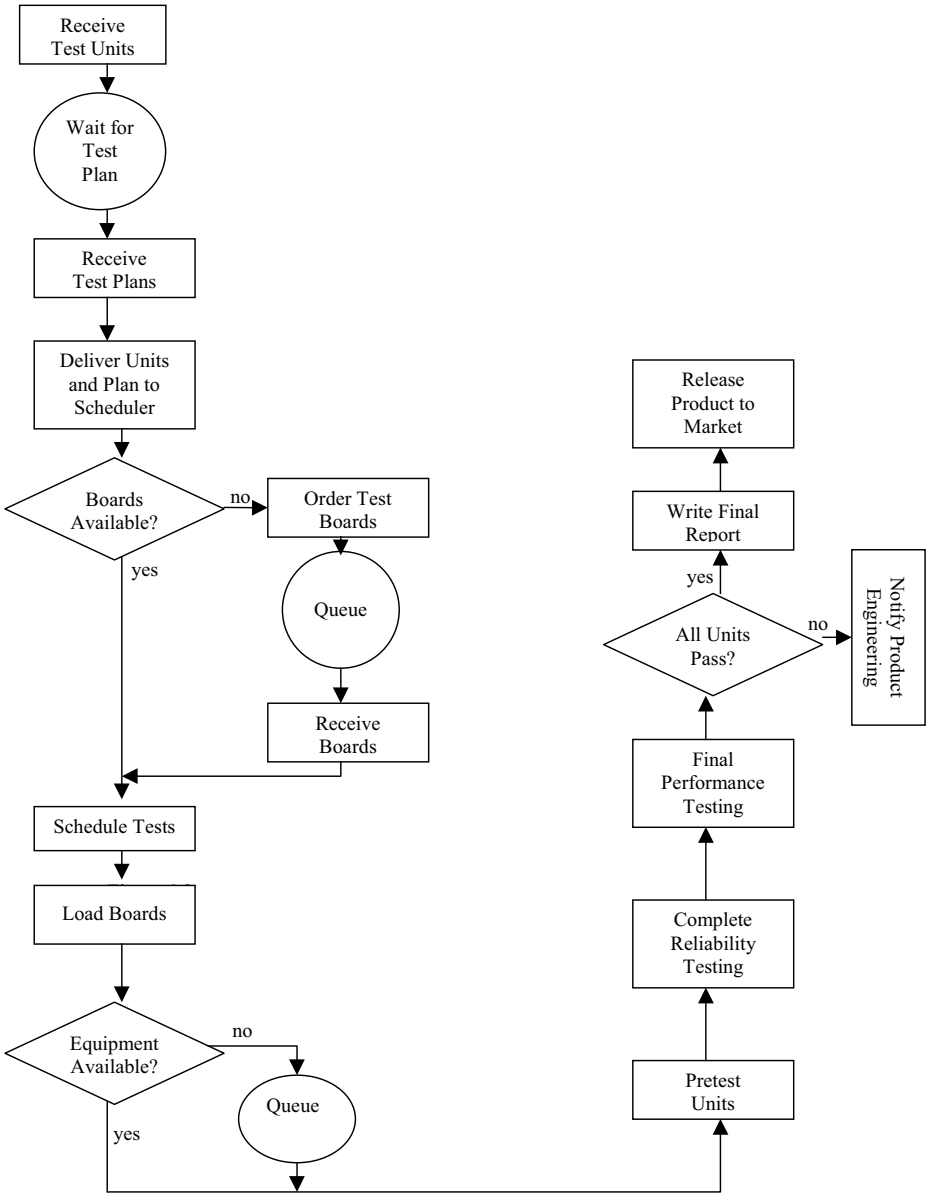 Receive
Test Units
Wait for
Test
Plan
Receive
Test Plans
Deliver Units
and Plan to
Scheduler
Boards
Available?
no
yes
Order Test
Boards
Queue
Receive
Boards
Schedule Tests
Load Boards
Equipment
Available?
no
yes
Queue
Pretest
Units
Complete
Reliability
Testing
Final
Performance
Testing
All Units
Pass?
no
yes
Notify Product
Engineering
Write Final
Report
Release
Product to
Market